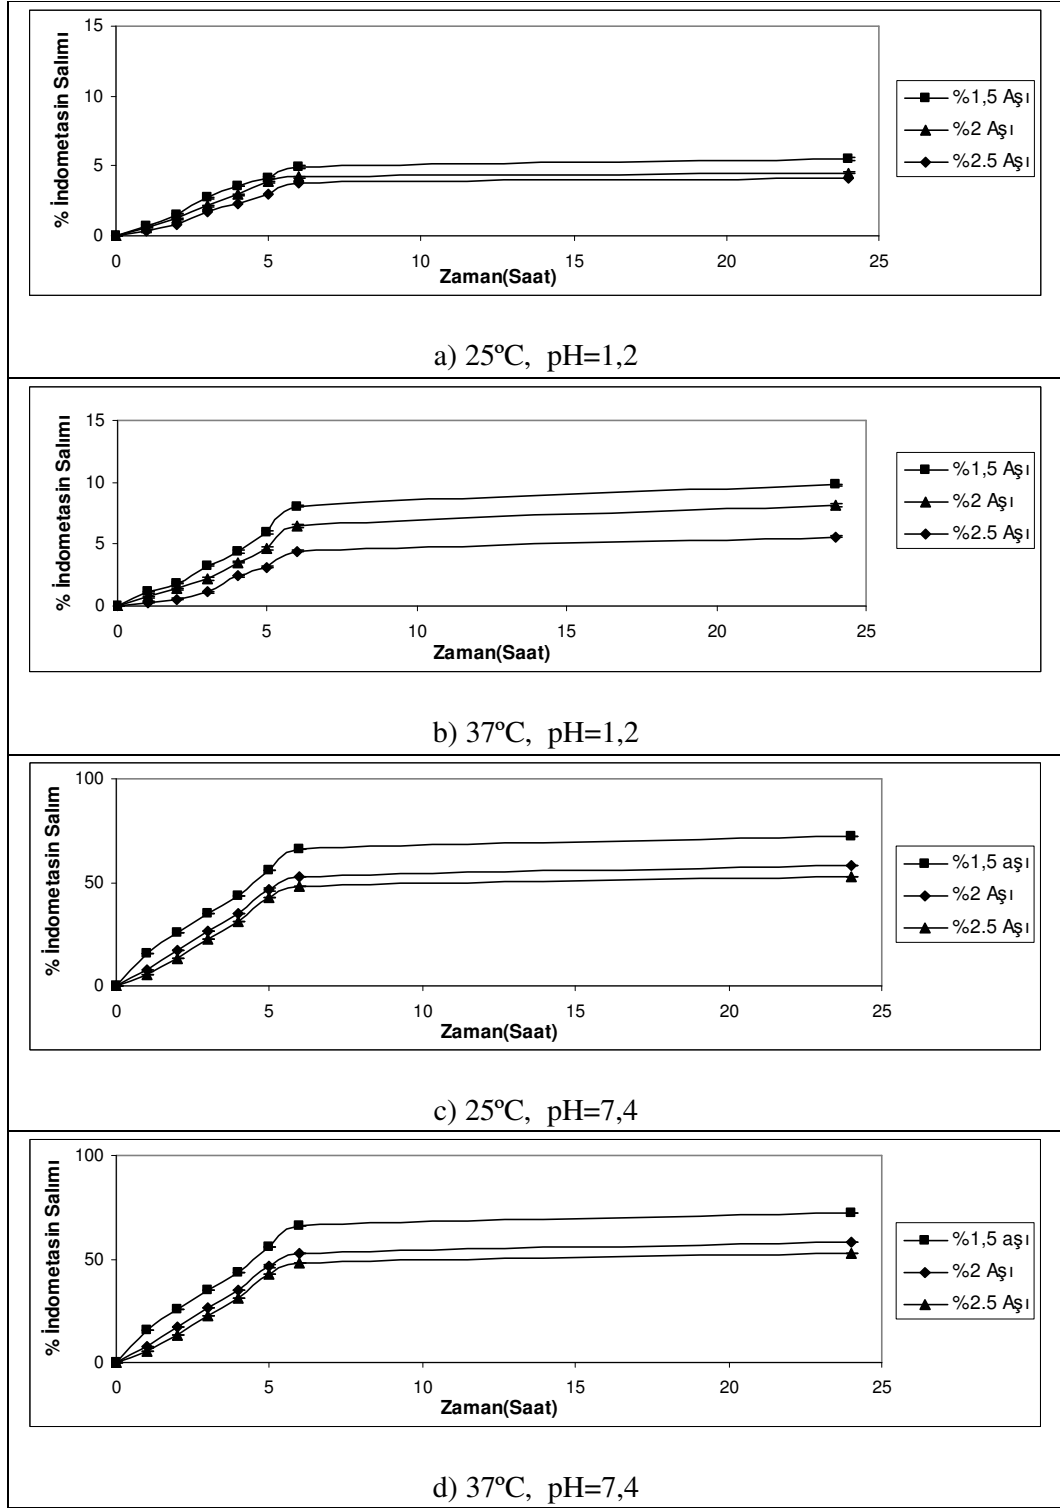 % İndometasin Salımı
15
10
5
0
0 5 10 15 20 25
Zaman(Saat)
%1,5 Aşı
%2 Aşı
%2.5 Aşı
a) 25ºC, pH=1,2
% İndometasin Salımı
15
10
5
0
0 5 10 15 20 25
Zaman(Saat)
%1,5 Aşı
%2 Aşı
%2.5 Aşı
b) 37ºC, pH=1,2
% İndometasin Salım
100
50
0
0 5 10 15 20 25
Zaman(Saat)
%1,5 aşı
%2 Aşı
%2.5 Aşı
c) 25ºC, pH=7,4
% İndometasin Salımı
100
50
0
0 5 10 15 20 25
Zaman(Saat)
%1,5 aşı
%2 Aşı
%2.5 Aşı
d) 37ºC, pH=7,4